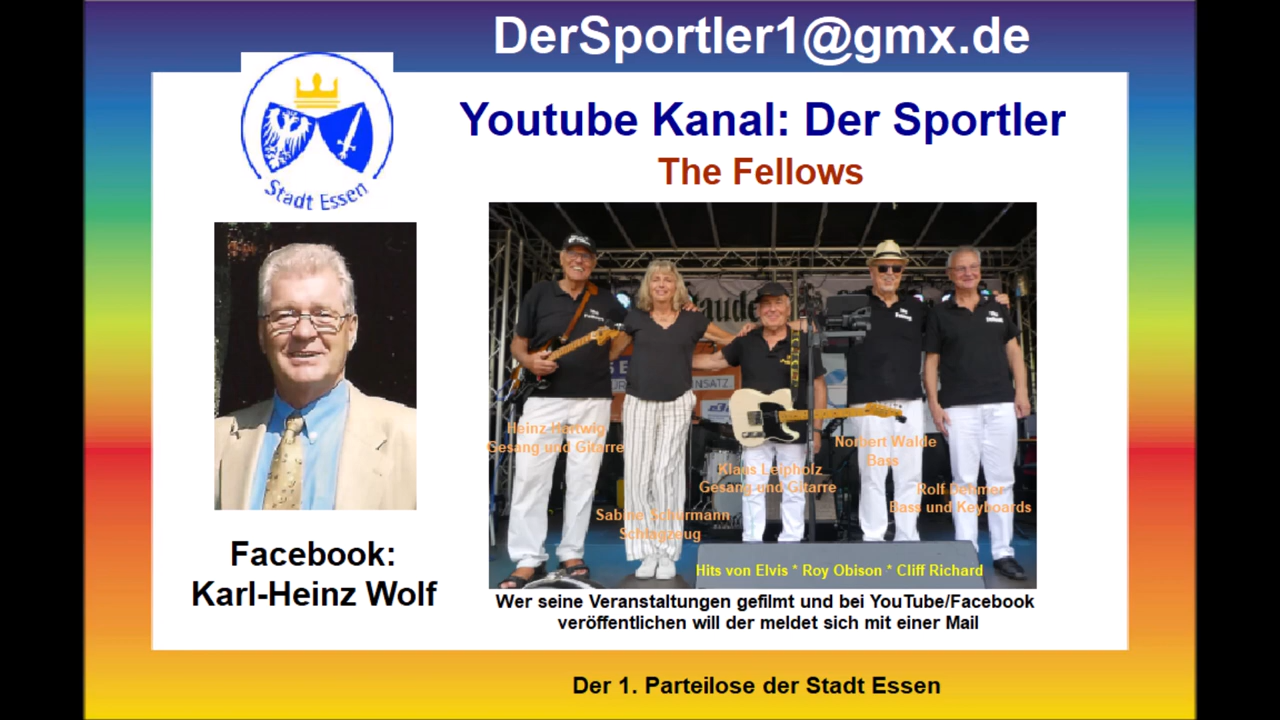 DerSportler1@gmx.de
Stadt Essen
Youtube Kanal: Der Sportler
The Fellows
Heinz Hartwig
Gesang und Gitarre
Sabine Schürmann
Schlagzeug
Klaus Leipholz
Gesang und Gitarre
Norbert Walde
Bass
Rolf
Bass und Keyboards
Hits von Elvis * Roy Obison * Cliff Richard
Facebook:
Karl-Heinz Wolf
Wer seine Veranstaltungen gefilmt und bei YouTube/Facebook
veröffentlichen will der meldet sich mit einer Mail
Der 1. Parteilose der Stadt Essen